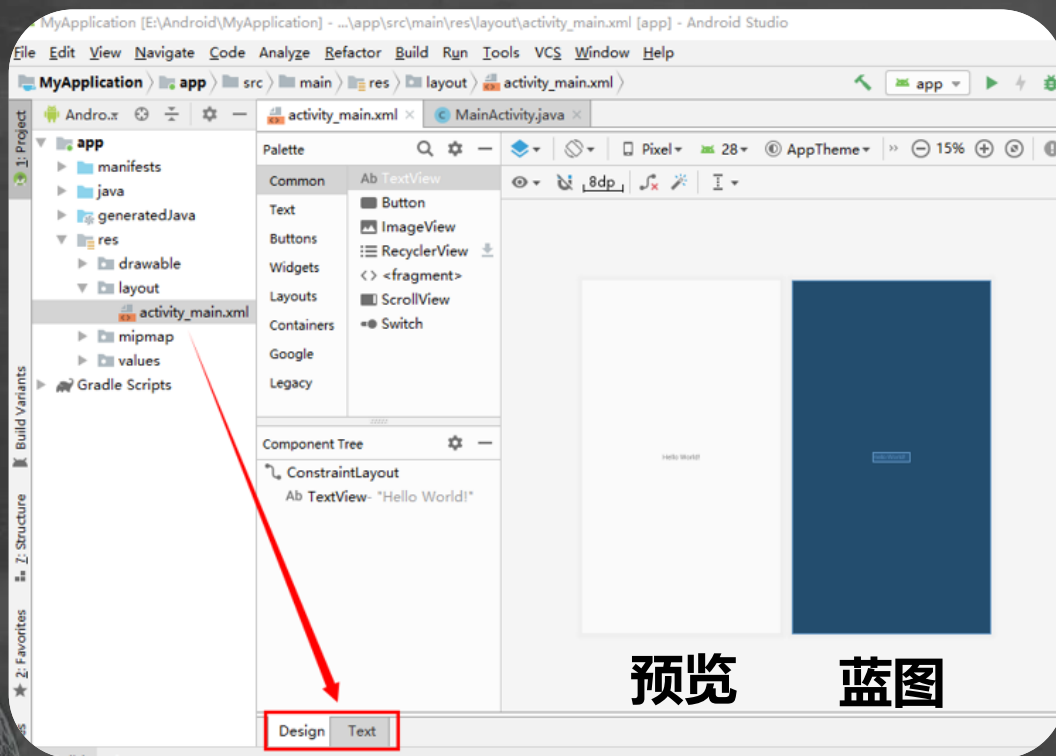 MyApplication [E:\Android\MyApplication] - ...\app\src\main\res\layout\activity_main.xml [app] - Android Studio
File Edit View Navigate Code Analyze Refactor Build Run Tools VCS Window Help
MyApplication app src main res layout activity_main.xml
app
1: Project
Andro..
activity_main.xml
MainActivity.java
app
manifests
java
generatedJava
res
drawable
layout
activity_main.xml
mipmap
values
Gradle Scripts
Build Variants
7: Structure
2: Favorites
Palette
Common
Text
Buttons
Widgets
Layouts
Containers
Google
Legacy
Ab TextView
Button
ImageView
RecyclerView
<fragment>
ScrollView
Switch
Component Tree
ConstraintLayout
Ab TextView- "Hello World!"
Pixel 28 AppTheme 15%
8dp
Hello World!
Hello World!
预览 蓝图
Design Text